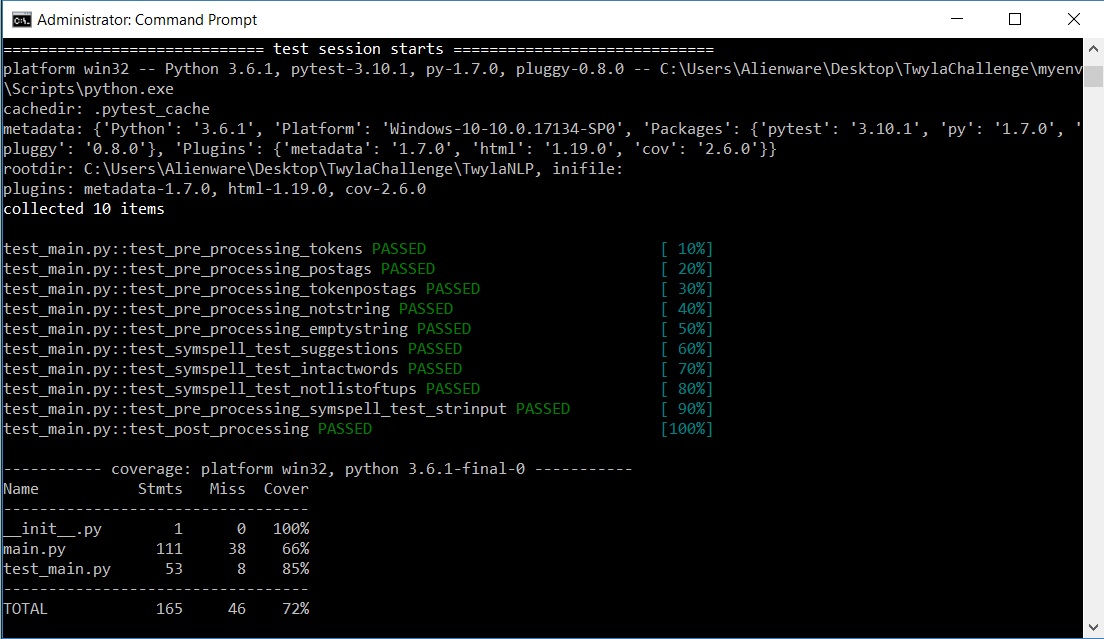 Administrator: Command Prompt
============================= test session starts =============================
platform win32 -- Python 3.6.1, pytest-3.10.1, py-1.7.0, pluggy-0.8.0 -- C:\Users\Alienware\Desktop\TwylaChallenge\myenv
\Scripts\python.exe
cachedir: .pytest_cache
metadata: {'Python': '3.6.1', 'Platform': 'Windows-10-10.0.17134-SP0', 'Packages': {'pytest': '3.10.1', 'py': '1.7.0', '
pluggy': '0.8.0'}, 'Plugins': {'metadata': '1.7.0', 'html': '1.19.0', 'cov': '2.6.0'}}
rootdir: C:\Users\Alienware\Desktop\TwylaChallenge\TwylaNLP, inifile:
plugins: metadata-1.7.0, html-1.19.0, cov-2.6.0
collected 10 items

test_main.py::test_pre_processing_tokens PASSED                          [ 10%]
test_main.py::test_pre_processing_postags PASSED                         [ 20%]
test_main.py::test_pre_processing_tokenpostags PASSED                    [ 30%]
test_main.py::test_pre_processing_notstring PASSED                       [ 40%]
test_main.py::test_pre_processing_emptystring PASSED                     [ 50%]
test_main.py::test_symspell_test_suggestions PASSED                      [ 60%]
test_main.py::test_symspell_test_intactwords PASSED                      [ 70%]
test_main.py::test_symspell_test_notlistoftups PASSED                    [ 80%]
test_main.py::test_pre_processing_symspell_test_strinput PASSED          [ 90%]
test_main.py::test_post_processing PASSED                                [100%]

----------- coverage: platform win32, python 3.6.1-final-0 -----------
Name           Stmts   Miss  Cover
----------------------------------
__init__.py        1      0   100%
main.py          111     38    66%
test_main.py      53      8    85%
----------------------------------
TOTAL            165     46    72%